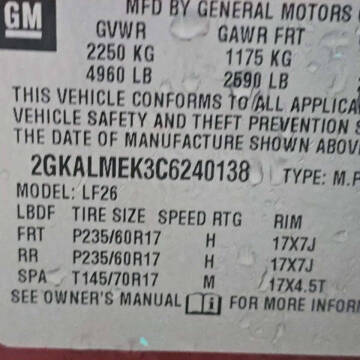 GM
MFD BY GENERAL MOTORS
GVWR GAWR FRT
2250 KG 1175 KG
4960 LB 2590 LB
THIS VEHICLE CONFORMS TO ALL APPLICA
VEHICLE SAFETY AND THEFT PREVENTION S
THE DATE OF MANUFACTURE SHOWN ABOV
2GKALMEK3C6240138 TYPE: M.P
MODEL: LF26
LBDF TIRE SIZE SPEED RTG RIM
FRT P235/60R17 H 17X7J
RR P235/60R17 H 17X7J
SPA T145/70R17 M 17X4.5T
SEE OWNER'S MANUAL FOR MORE INFOR